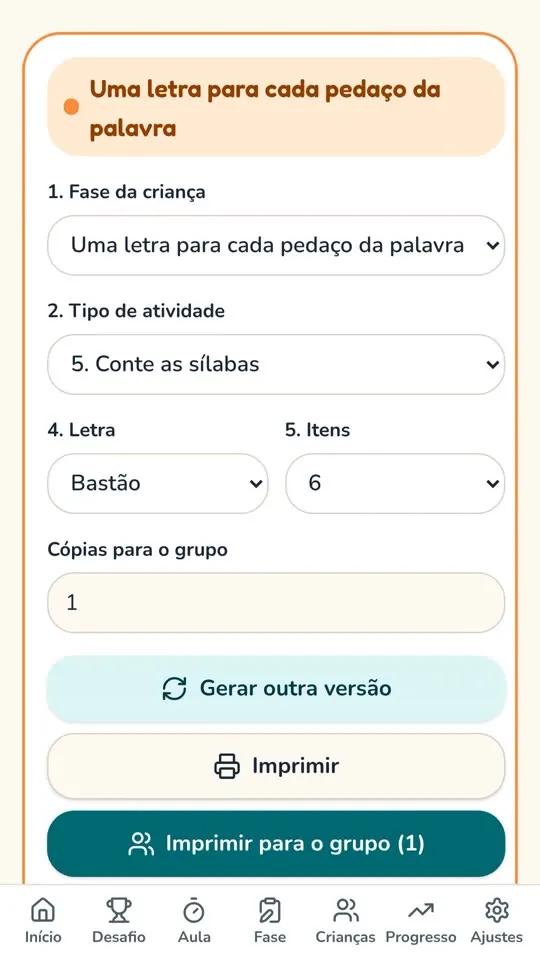 Uma letra para cada pedaço da
palavra
1. Fase da criança
Uma letra para cada pedaço da palavra
2. Tipo de atividade
5. Conte as sílabas
4. Letra
5. Itens
Bastão
6
Cópias para o grupo
1
Gerar outra versão
Imprimir
Imprimir para o grupo (1)
Início Desafio Aula Fase Crianças Progresso Ajustes